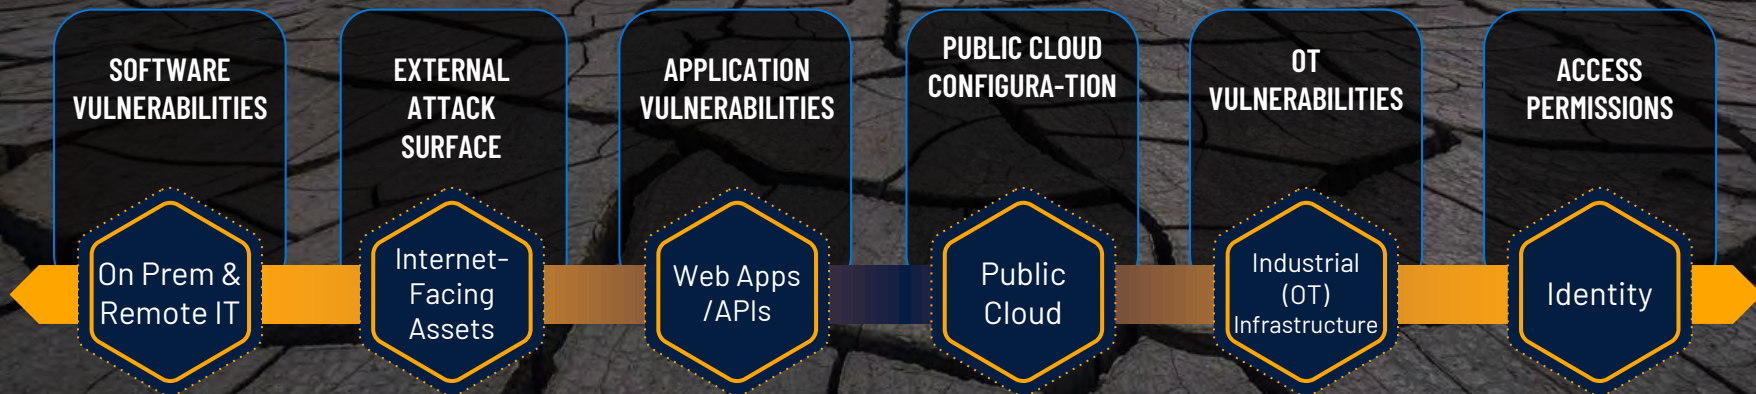 SOFTWARE
VULNERABILITIES
EXTERNAL
ATTACK
SURFACE
APPLICATION
VULNERABILITIES
PUBLIC CLOUD
CONFIGURA-TION
OT
VULNERABILITIES
ACCESS
PERMISSIONS
On Prem &
Remote IT
Internet-
Facing
Assets
Web Apps
/APIs
Public
Cloud
Industrial
(OT)
Infrastructure
Identity